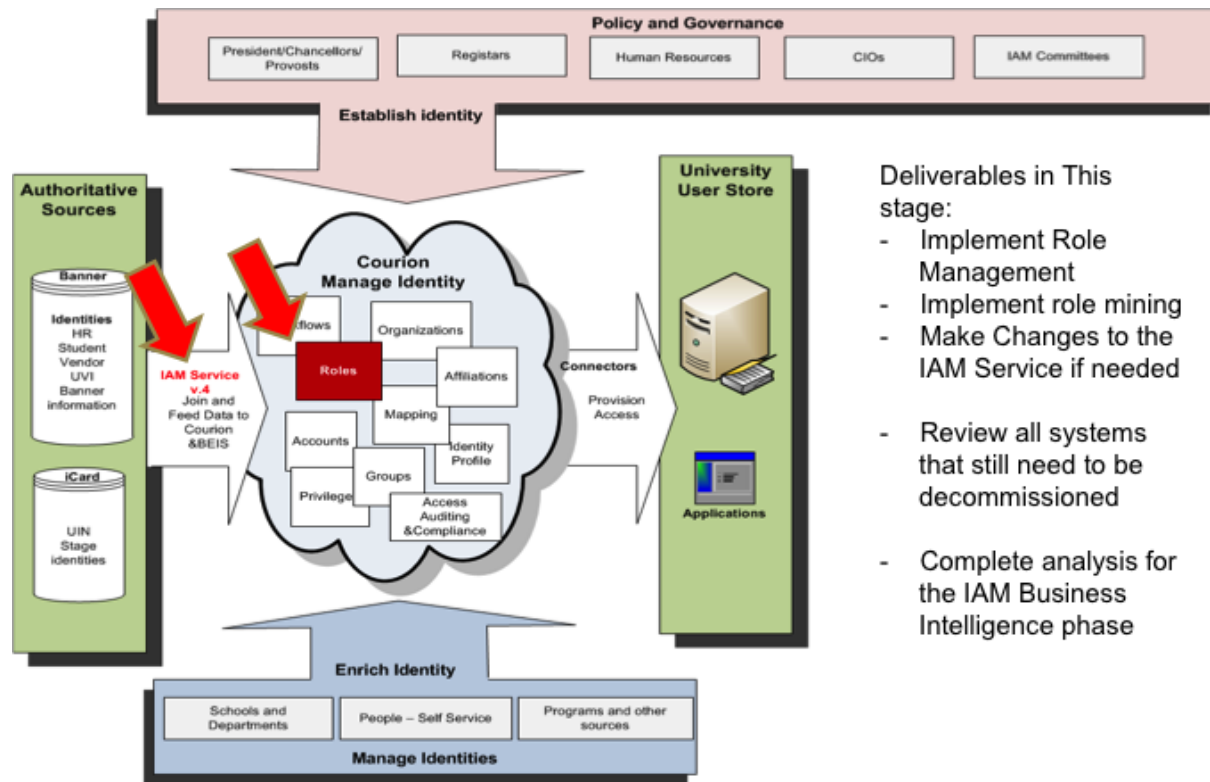 Policy and Governance
President/Chancellors/
Provosts
Registrars
Human Resources
CIOs
IAM Committees
Establish identity
Authoritative
Sources
Banner
Identities
HR
Student
Vendor
UVI
Banner
information
iCard
UIN
Stage
identities
IAM Service
v.4
Join and
Feed Data to
Courion
&BEIS
Courion
Manage Identity
kflows
Organizations
Roles
Affiliations
Mapping
Accounts
Identity
Profile
Groups
Privilege
Access
Auditing
&Compliance
Connectors
Provision
Access
University
User Store
Applications
Enrich Identity
Schools and
Departments
People – Self Service
Programs and other
sources
Manage Identities
Deliverables in This
stage:
- Implement Role
Management
- Implement role mining
- Make Changes to the
IAM Service if needed
- Review all systems
that still need to be
decommissioned
- Complete analysis for
the IAM Business
Intelligence phase